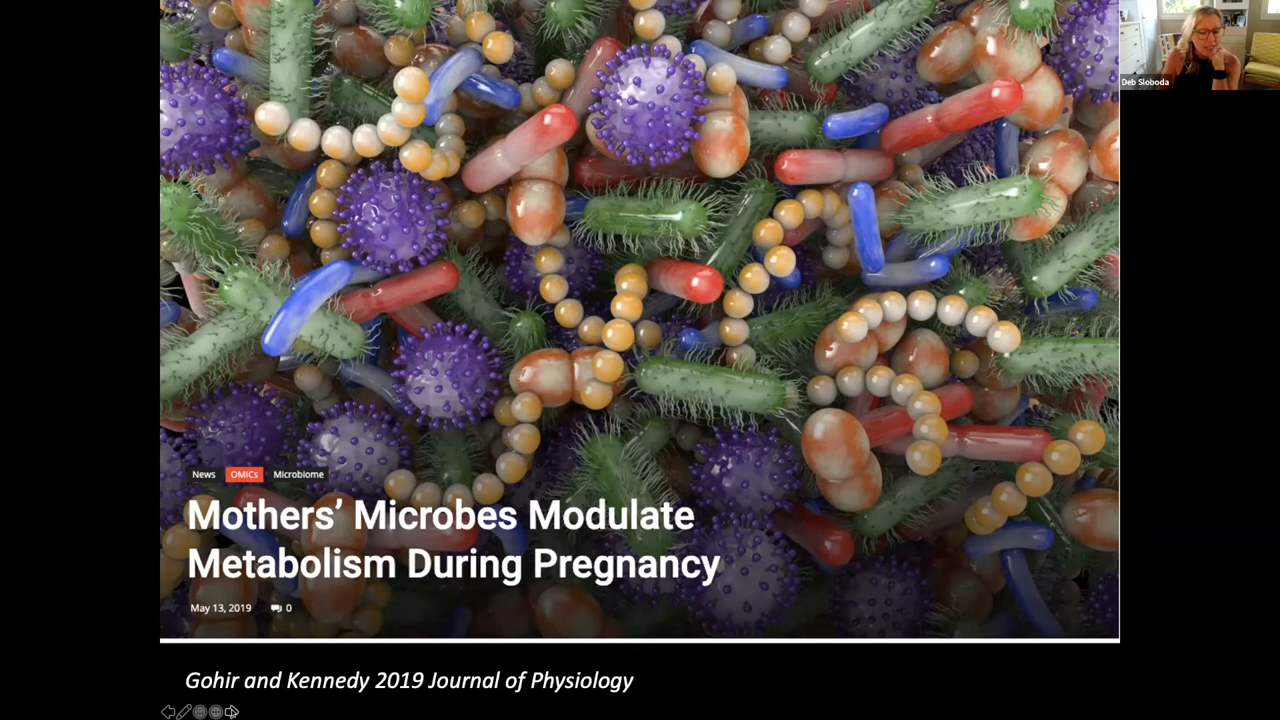 Deb Sloboda
News OMICs Microbiome
Mothers’ Microbes Modulate
Metabolism During Pregnancy
May 13, 2019 0
Gohir and Kennedy 2019 Journal of Physiology